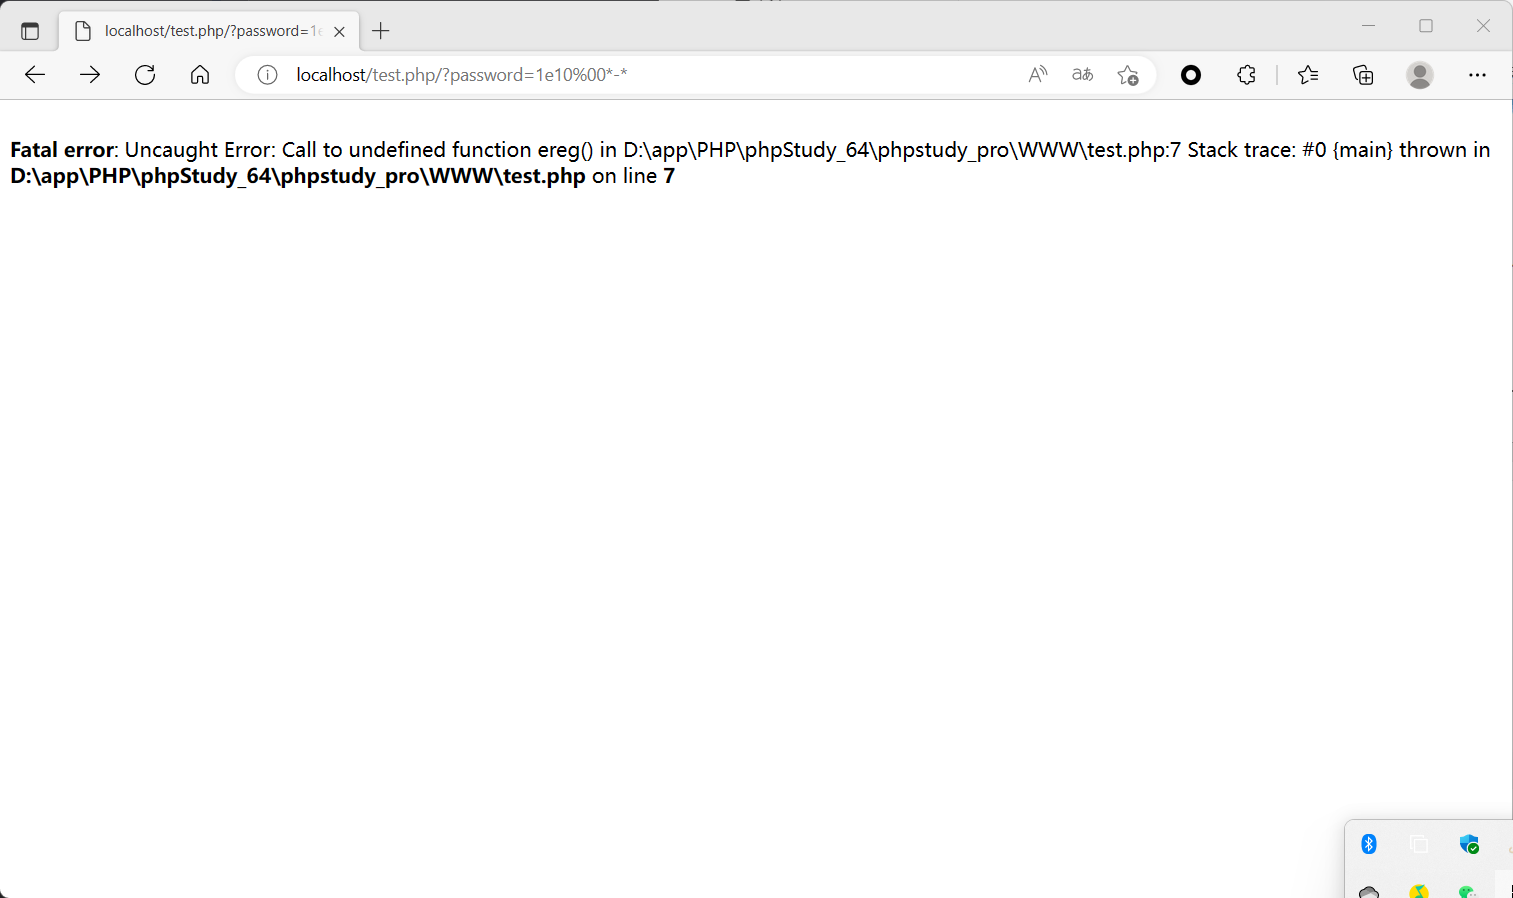 localhost/test.php/?password=1e
localhost/test.php/?password=1e10%00*-*
Fatal error: Uncaught Error: Call to undefined function ereg() in D:\app\PHP\phpStudy_64\phpstudy_pro\WWW\test.php:7 Stack trace: #0 {main} thrown in
D:\app\PHP\phpStudy_64\phpstudy_pro\WWW\test.php on line 7